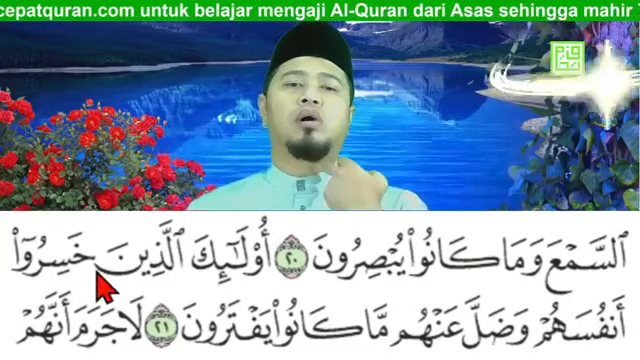 cepatquran.com untuk belajar mengaji Al-Quran dari Asas sehingga mahir
ٱلسَّمۡعَ وَمَا كَانُواْ يُبۡصِرُونَ ٢٠ أُوْلَٰٓئِكَ ٱلَّذِينَ خَسِرُوٓاْ
أَنفُسَهُمۡ وَضَلَّ عَنۡهُم مَّا كَانُواْ يَفۡتَرُونَ ٢١ لَا جَرَمَ أَنَّهُمۡ